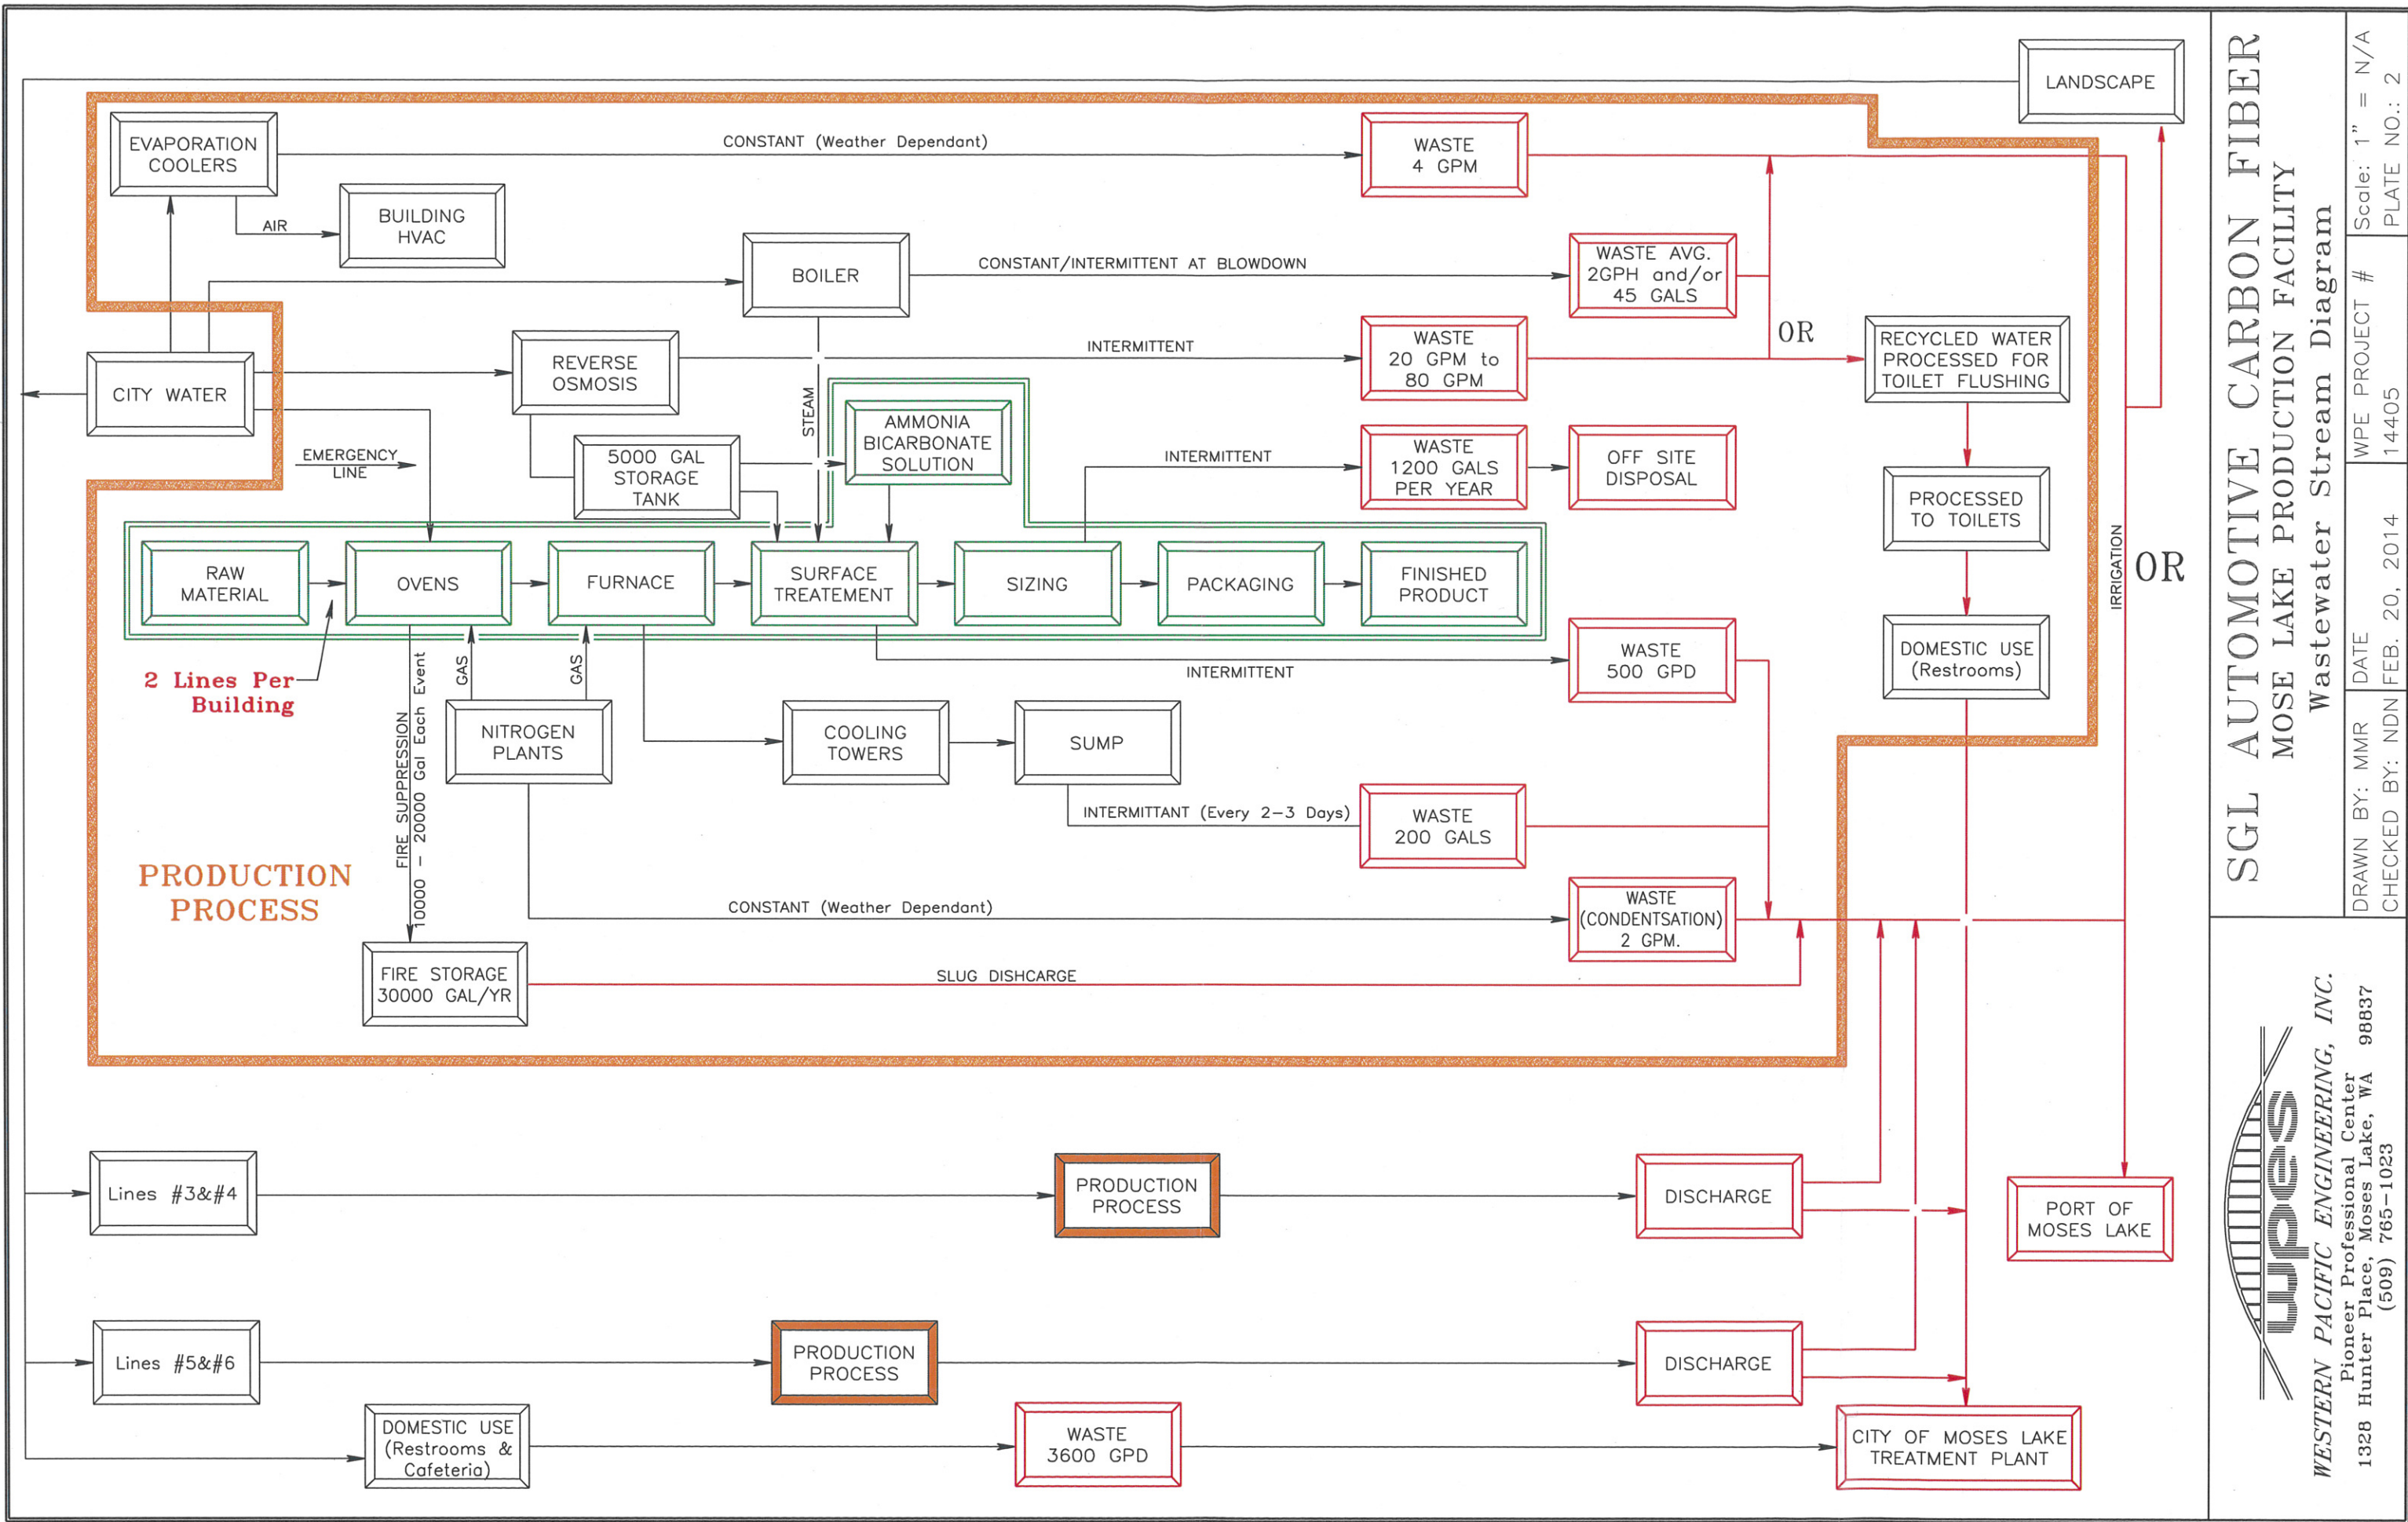 LANDSCAPE
EVAPORATION
COOLERS
CONSTANT (Weather Dependant)
WASTE
4 GPM
AIR
BUILDING
HVAC
BOILER
CONSTANT/INTERMITTENT AT BLOWDOWN
WASTE AVG.
2GPH and/or
45 GALS
CITY WATER
REVERSE
OSMOSIS
INTERMITTENT
WASTE
20 GPM to
80 GPM
OR
RECYCLED WATER
PROCESSED FOR
TOILET FLUSHING
STEAM
EMERGENCY
LINE
5000 GAL
STORAGE
TANK
AMMONIA
BICARBONATE
SOLUTION
INTERMITTENT
WASTE
1200 GALS
PER YEAR
OFF SITE
DISPOSAL
PROCESSED
TO TOILETS
IRRIGATION
OR
RAW
MATERIAL
OVENS
FURNACE
SURFACE
TREATEMENT
SIZING
PACKAGING
FINISHED
PRODUCT
2 Lines Per
Building
FIRE SUPPRESSION
10000 - 20000 Gal Each Event
GAS
GAS
INTERMITTENT
WASTE
500 GPD
DOMESTIC USE
(Restrooms)
NITROGEN
PLANTS
COOLING
TOWERS
SUMP
INTERMITTANT (Every 2-3 Days)
WASTE
200 GALS
PRODUCTION
PROCESS
CONSTANT (Weather Dependant)
WASTE
(CONDENTSATION)
2 GPM.
FIRE STORAGE
30000 GAL/YR
SLUG DISHCARGE
Lines #3&#4
PRODUCTION
PROCESS
DISCHARGE
PORT OF
MOSES LAKE
Lines #5&#6
PRODUCTION
PROCESS
DISCHARGE
DOMESTIC USE
(Restrooms &
Cafeteria)
WASTE
3600 GPD
CITY OF MOSES LAKE
TREATMENT PLANT
SGL AUTOMOTIVE CARBON FIBER
MOSE LAKE PRODUCTION FACILITY
Wastewater Stream Diagram
DRAWN BY: MMR
CHECKED BY: NDN
DATE
FEB. 20, 2014
WPE PROJECT #
14405
Scale: 1" = N/A
PLATE NO.: 2
wpes
WESTERN PACIFIC ENGINEERING, INC.
Pioneer Professional Center
1328 Hunter Place, Moses Lake, WA 98837
(509) 765-1023